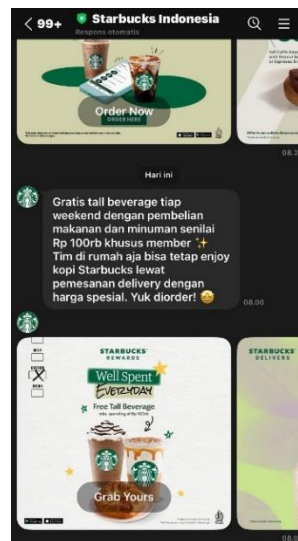 99+ Starbucks Indonesia
Respons otomatis
Order Now
ORDER HERE
Hari ini
Gratis tall beverage tiap
weekend dengan pembelian
makanan dan minuman senilai
Rp 100rb khusus member ✨
Tim di rumah aja bisa tetap enjoy
kopi Starbucks lewat
pemesanan delivery dengan
harga spesial. Yuk diorder! 🤩
08.00
STARBUCKS
REWARDS
Well Spent
EVERYDAY
Free Tall Beverage
Grab Yours
STARBUCKS
DELIVERS